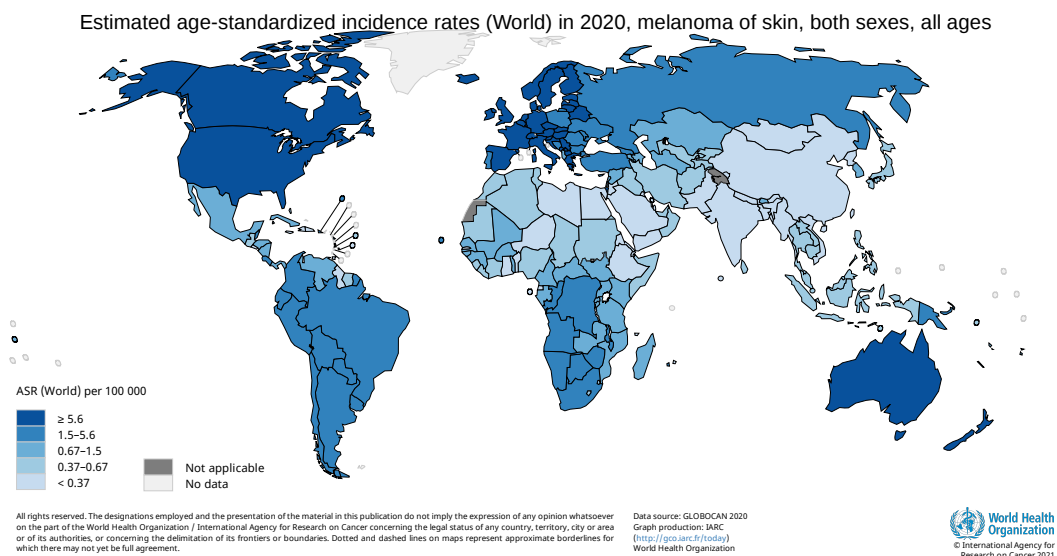 Estimated age-standardized incidence rates (World) in 2020, melanoma of skin, both sexes, all ages
ASR (World) per 100 000
≥ 5.6
1.5–5.6
0.67–1.5
0.37–0.67
< 0.37
Not applicable
No data
All rights reserved. The designations employed and the presentation of the material in this publication do not imply the expression of any opinion whatsoever
on the part of the World Health Organization / International Agency for Research on Cancer concerning the legal status of any country, territory, city or area
or of its authorities, or concerning the delimitation of its frontiers or boundaries. Dotted and dashed lines on maps represent approximate borderlines for
which there may not yet be full agreement.
Data source: GLOBOCAN 2020
Graph production: IARC
(http://gco.iarc.fr/today)
World Health Organization
World Health
Organization
© International Agency for
Research on Cancer 2021